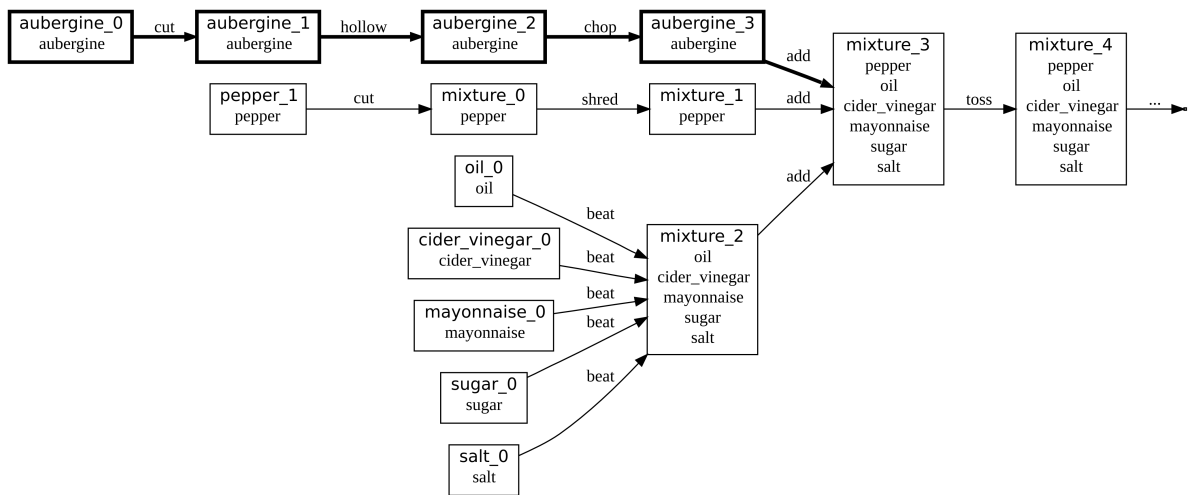 aubergine_0
aubergine
cut
aubergine_1
aubergine
hollow
aubergine_2
aubergine
chop
aubergine_3
aubergine
add
pepper_1
pepper
cut
mixture_0
pepper
shred
mixture_1
pepper
add
mixture_3
pepper
oil
cider_vinegar
mayonnaise
sugar
salt
toss
mixture_4
pepper
oil
cider_vinegar
mayonnaise
sugar
salt
...
oil_0
oil
beat
cider_vinegar_0
cider_vinegar
beat
mayonnaise_0
mayonnaise
beat
sugar_0
sugar
beat
salt_0
salt
beat
mixture_2
oil
cider_vinegar
mayonnaise
sugar
salt
add